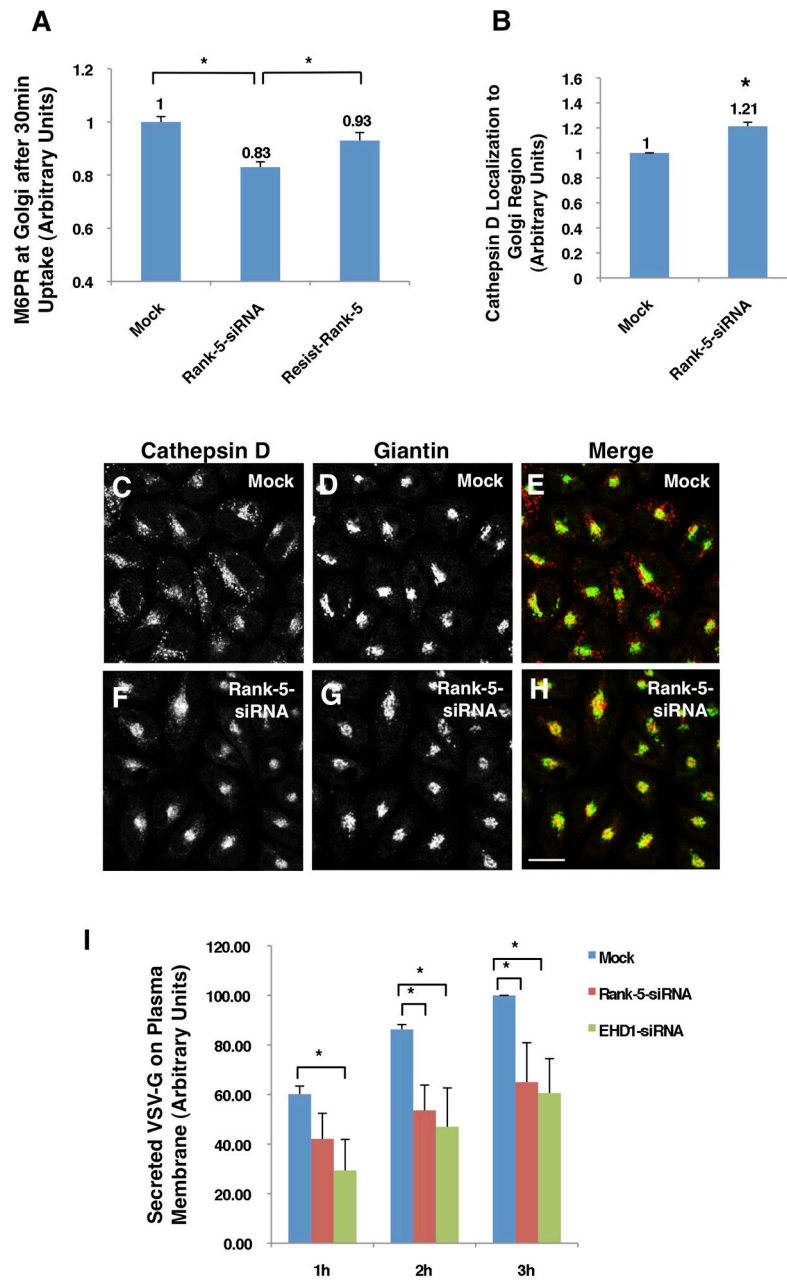 A
M6PR at Golgi after 30min
Uptake (Arbitrary Units)
1.2
1
0.8
0.6
0.4
*
*
1
0.83
0.93
Mock
Rank-5-siRNA
Resist-Rank-5
B
Cathepsin D Localization to
Golgi Region
(Arbitrary Units)
1.6
1.4
1.2
1
0.8
0.6
0.4
0.2
0
*
1
1.21
Mock
Rank-5-siRNA
Cathepsin D
Giantin
Merge
C
Mock
D
Mock
E
Mock
F
Rank-5-
siRNA
G
Rank-5-
siRNA
H
Rank-5-
siRNA
I
Secreted VSV-G on Plasma
Membrane (Arbitrary Units)
120.00
100.00
80.00
60.00
40.00
20.00
0.00
*
*
*
*
*
1h
2h
3h
Mock
Rank-5-siRNA
EHD1-siRNA